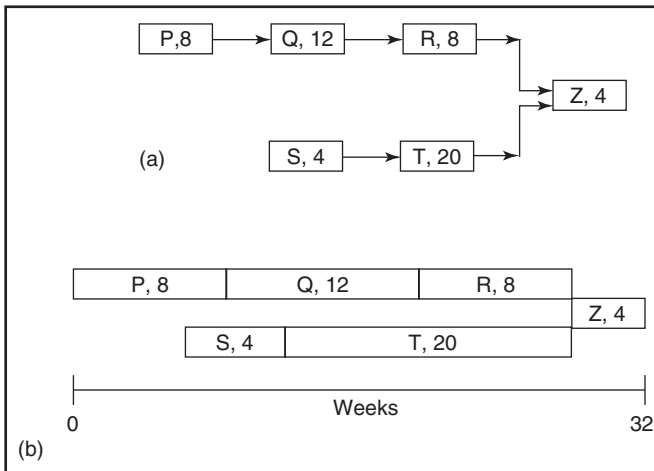 P,8
Q, 12
R, 8
Z, 4
(a)
S, 4
T, 20
P, 8
Q, 12
R, 8
Z, 4
S, 4
T, 20
Weeks
0
32
(b)